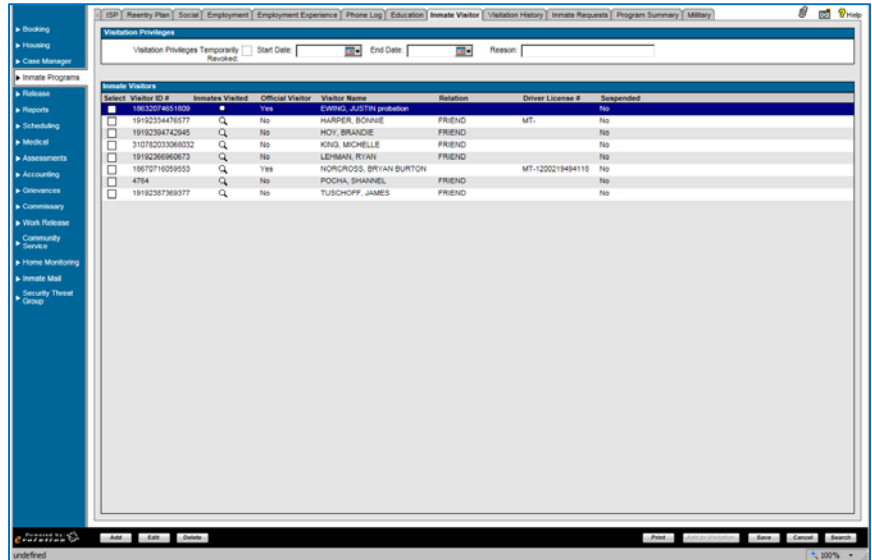 ISP Reentry Plan Social Employment Employment Experience Phone Log Education Inmate Visitor Visitation History Inmate Requests Program Summary Military Help
Booking
Housing
Case Manager
Inmate Programs
Release
Reports
Scheduling
Medical
Assessments
Accounting
Grievances
Commissary
Work Release
Community
Service
Home Monitoring
Inmate Mail
Security Threat
Group
Visitation Privileges
Visitation Privileges Temporarily Start Date: End Date: Reason:
Revoked:
Inmate Visitors
Select Visitor ID # Inmates Visited Official Visitor Visitor Name Relation Driver License # Suspended
18632074651809 Yes EWING, JUSTIN probation No
19192334476577 No HARPER, BONNIE FRIEND MT- No
19192394742945 No HOY, BRANDIE FRIEND No
310782033068032 No KING, MICHELLE FRIEND No
19192366960673 No LEHMAN, RYAN FRIEND No
18670716059553 Yes NORCROSS, BRYAN BURTON MT-1200219494118 No
4764 No POCHA, SHANNEL FRIEND No
19192387369377 No TUSCHOFF, JAMES FRIEND No
Powered by
evolution Add Edit Delete Print Add to Visitation Save Cancel Search
undefined 100%